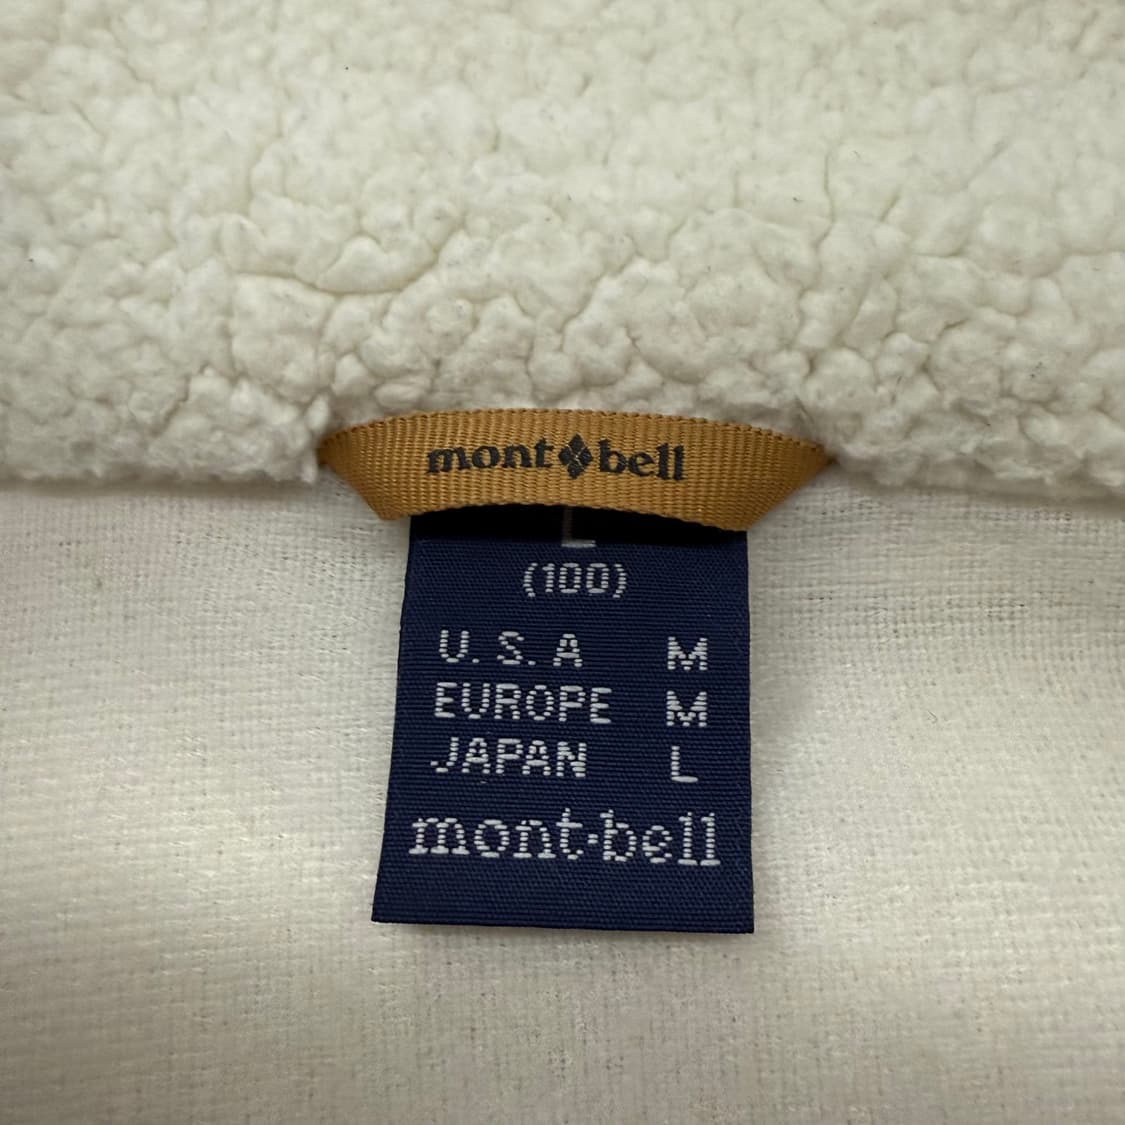 mont♦bell
L
(100)
U.S.A M
EUROPE M
JAPAN L
mont·bell